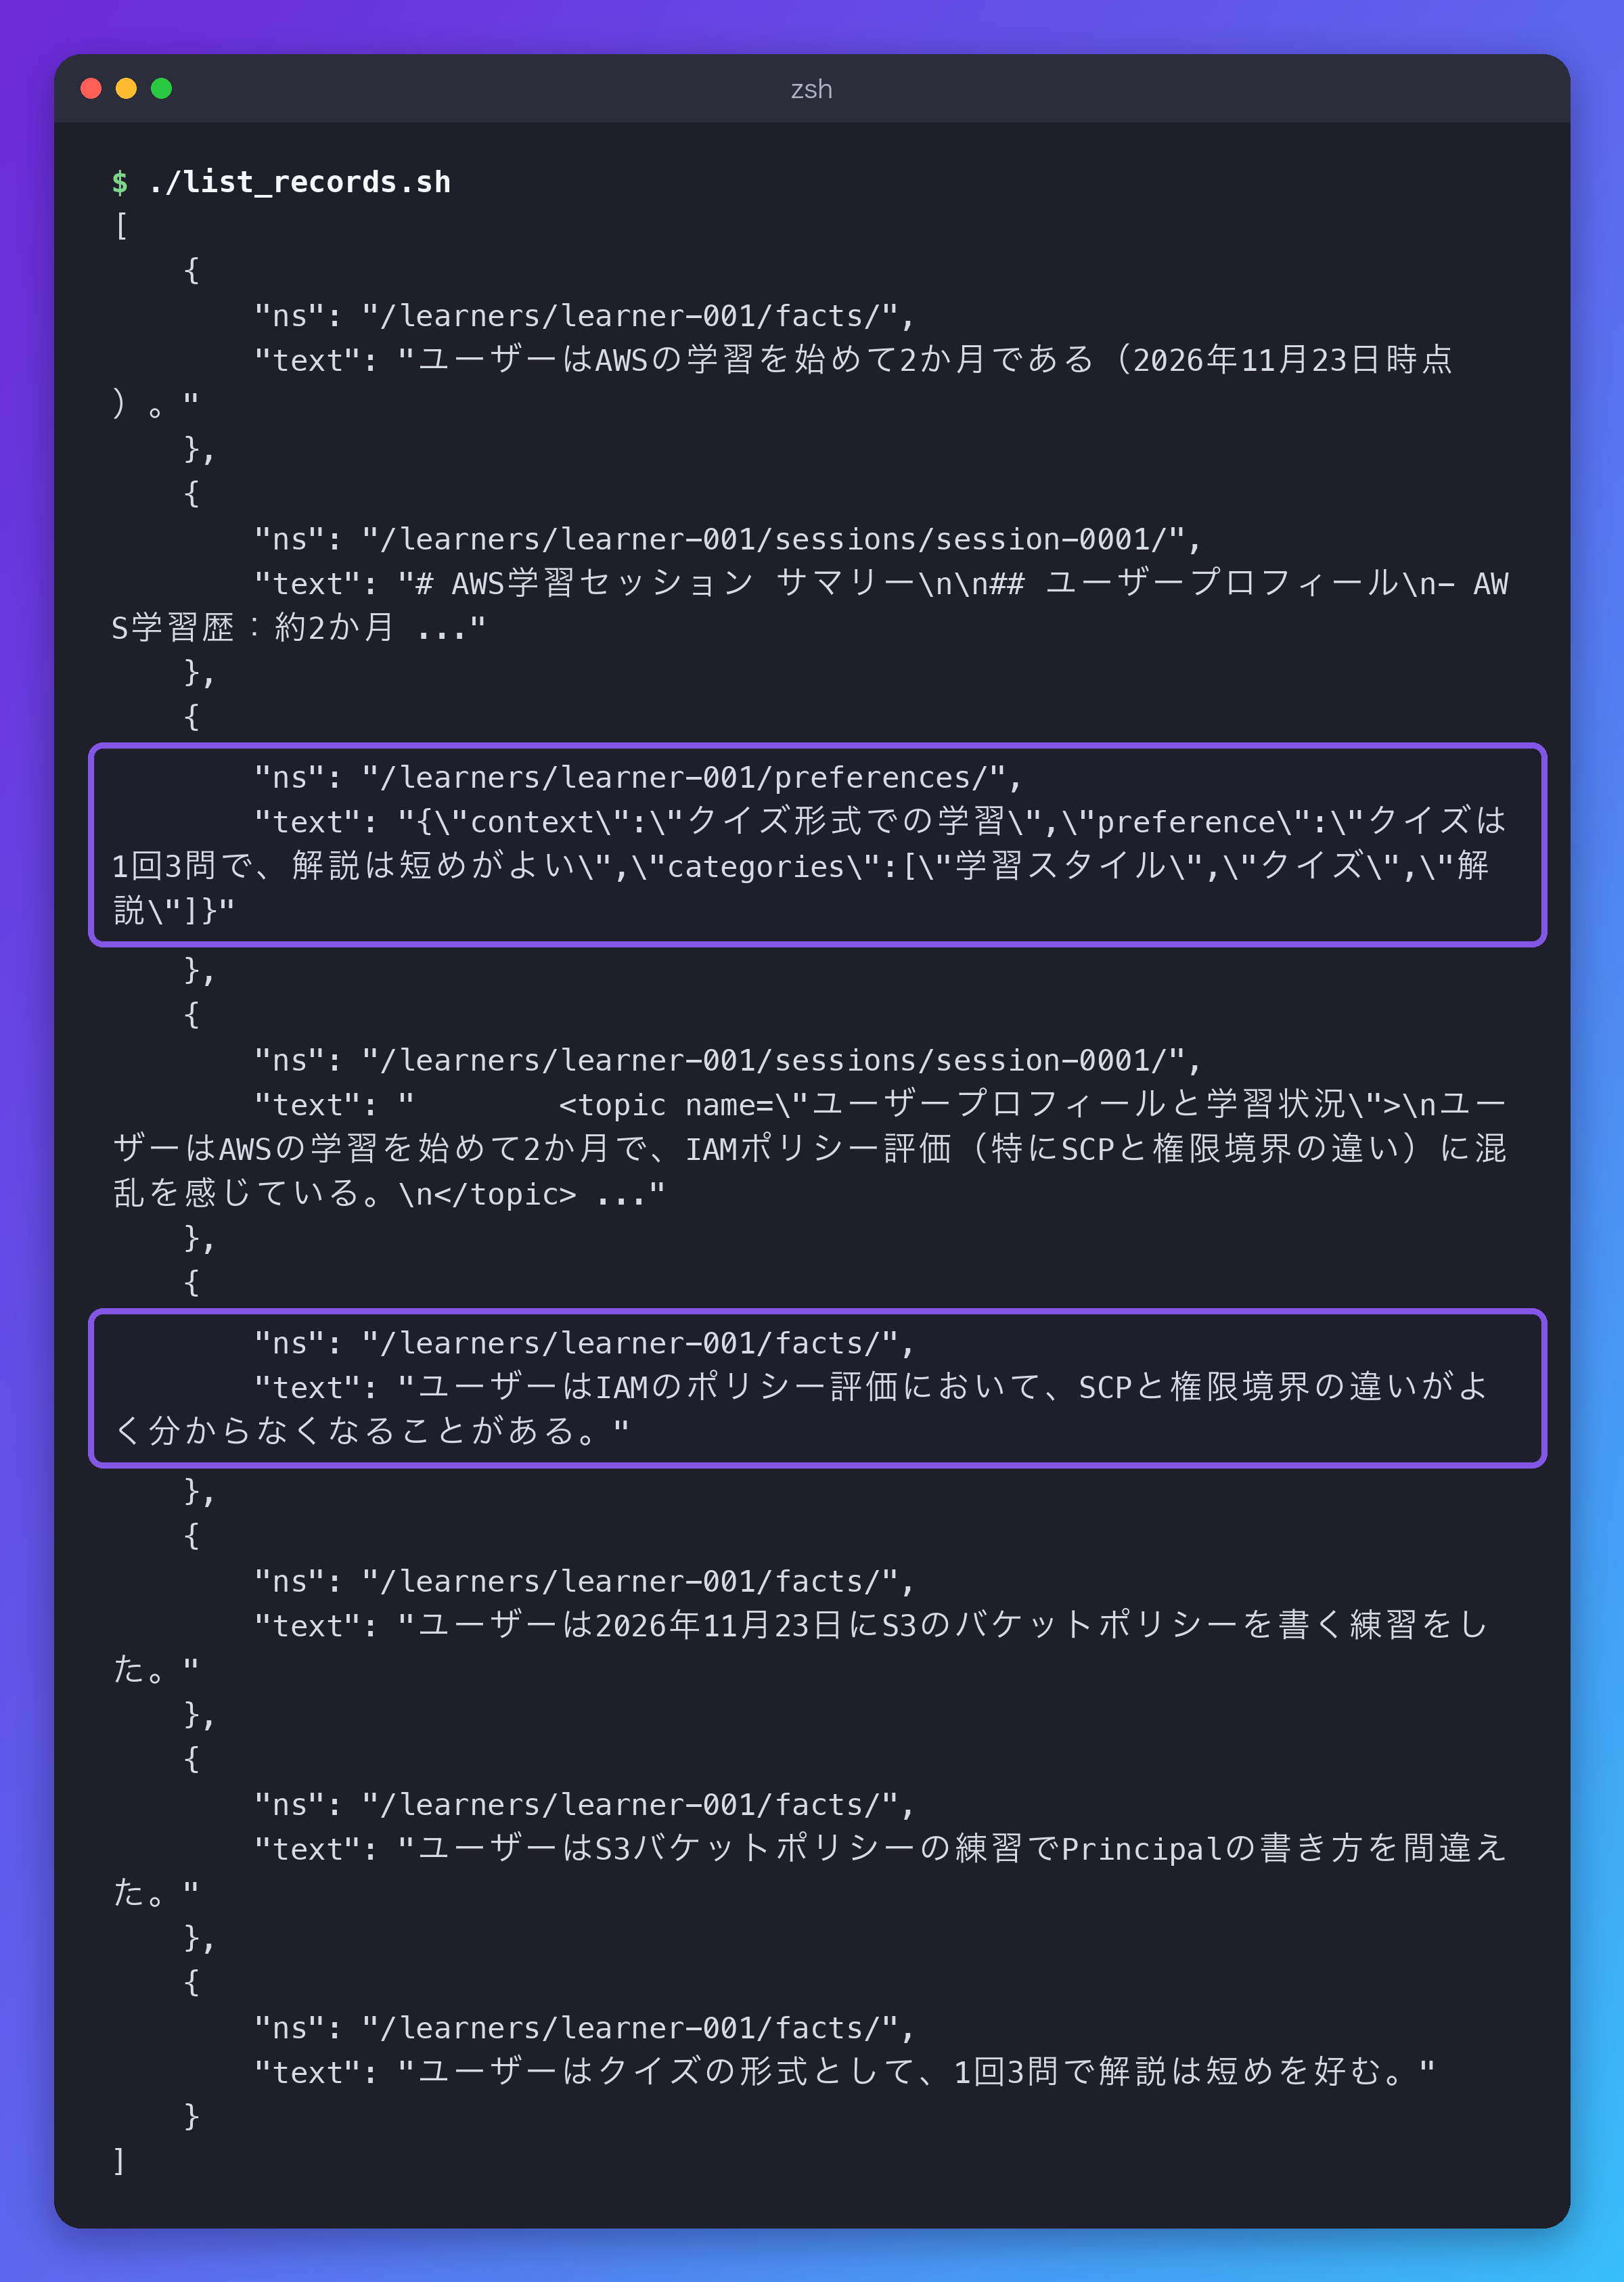 zsh
$ ./list_records.sh
[
    {
        "ns": "/learners/learner-001/facts/",
        "text": "ユーザーはAWSの学習を始めて2か月である（2026年11月23日時点
）。"
    },
    {
        "ns": "/learners/learner-001/sessions/session-0001/",
        "text": "# AWS学習セッション サマリー\n\n## ユーザープロフィール\n- AW
S学習歴：約2か月 ..."
    },
    {
        "ns": "/learners/learner-001/preferences/",
        "text": "{\"context\":\"クイズ形式での学習\",\"preference\":\"クイズは
1回3問で、解説は短めがよい\",\"categories\":[\"学習スタイル\",\"クイズ\",\"解
説\"]}"
    },
    {
        "ns": "/learners/learner-001/sessions/session-0001/",
        "text": "        <topic name=\"ユーザープロフィールと学習状況\">\nユー
ザーはAWSの学習を始めて2か月で、IAMポリシー評価（特にSCPと権限境界の違い）に混
乱を感じている。\n</topic> ..."
    },
    {
        "ns": "/learners/learner-001/facts/",
        "text": "ユーザーはIAMのポリシー評価において、SCPと権限境界の違いがよ
く分からなくなることがある。"
    },
    {
        "ns": "/learners/learner-001/facts/",
        "text": "ユーザーは2026年11月23日にS3のバケットポリシーを書く練習をし
た。"
    },
    {
        "ns": "/learners/learner-001/facts/",
        "text": "ユーザーはS3バケットポリシーの練習でPrincipalの書き方を間違え
た。"
    },
    {
        "ns": "/learners/learner-001/facts/",
        "text": "ユーザーはクイズの形式として、1回3問で解説は短めを好む。"
    }
]